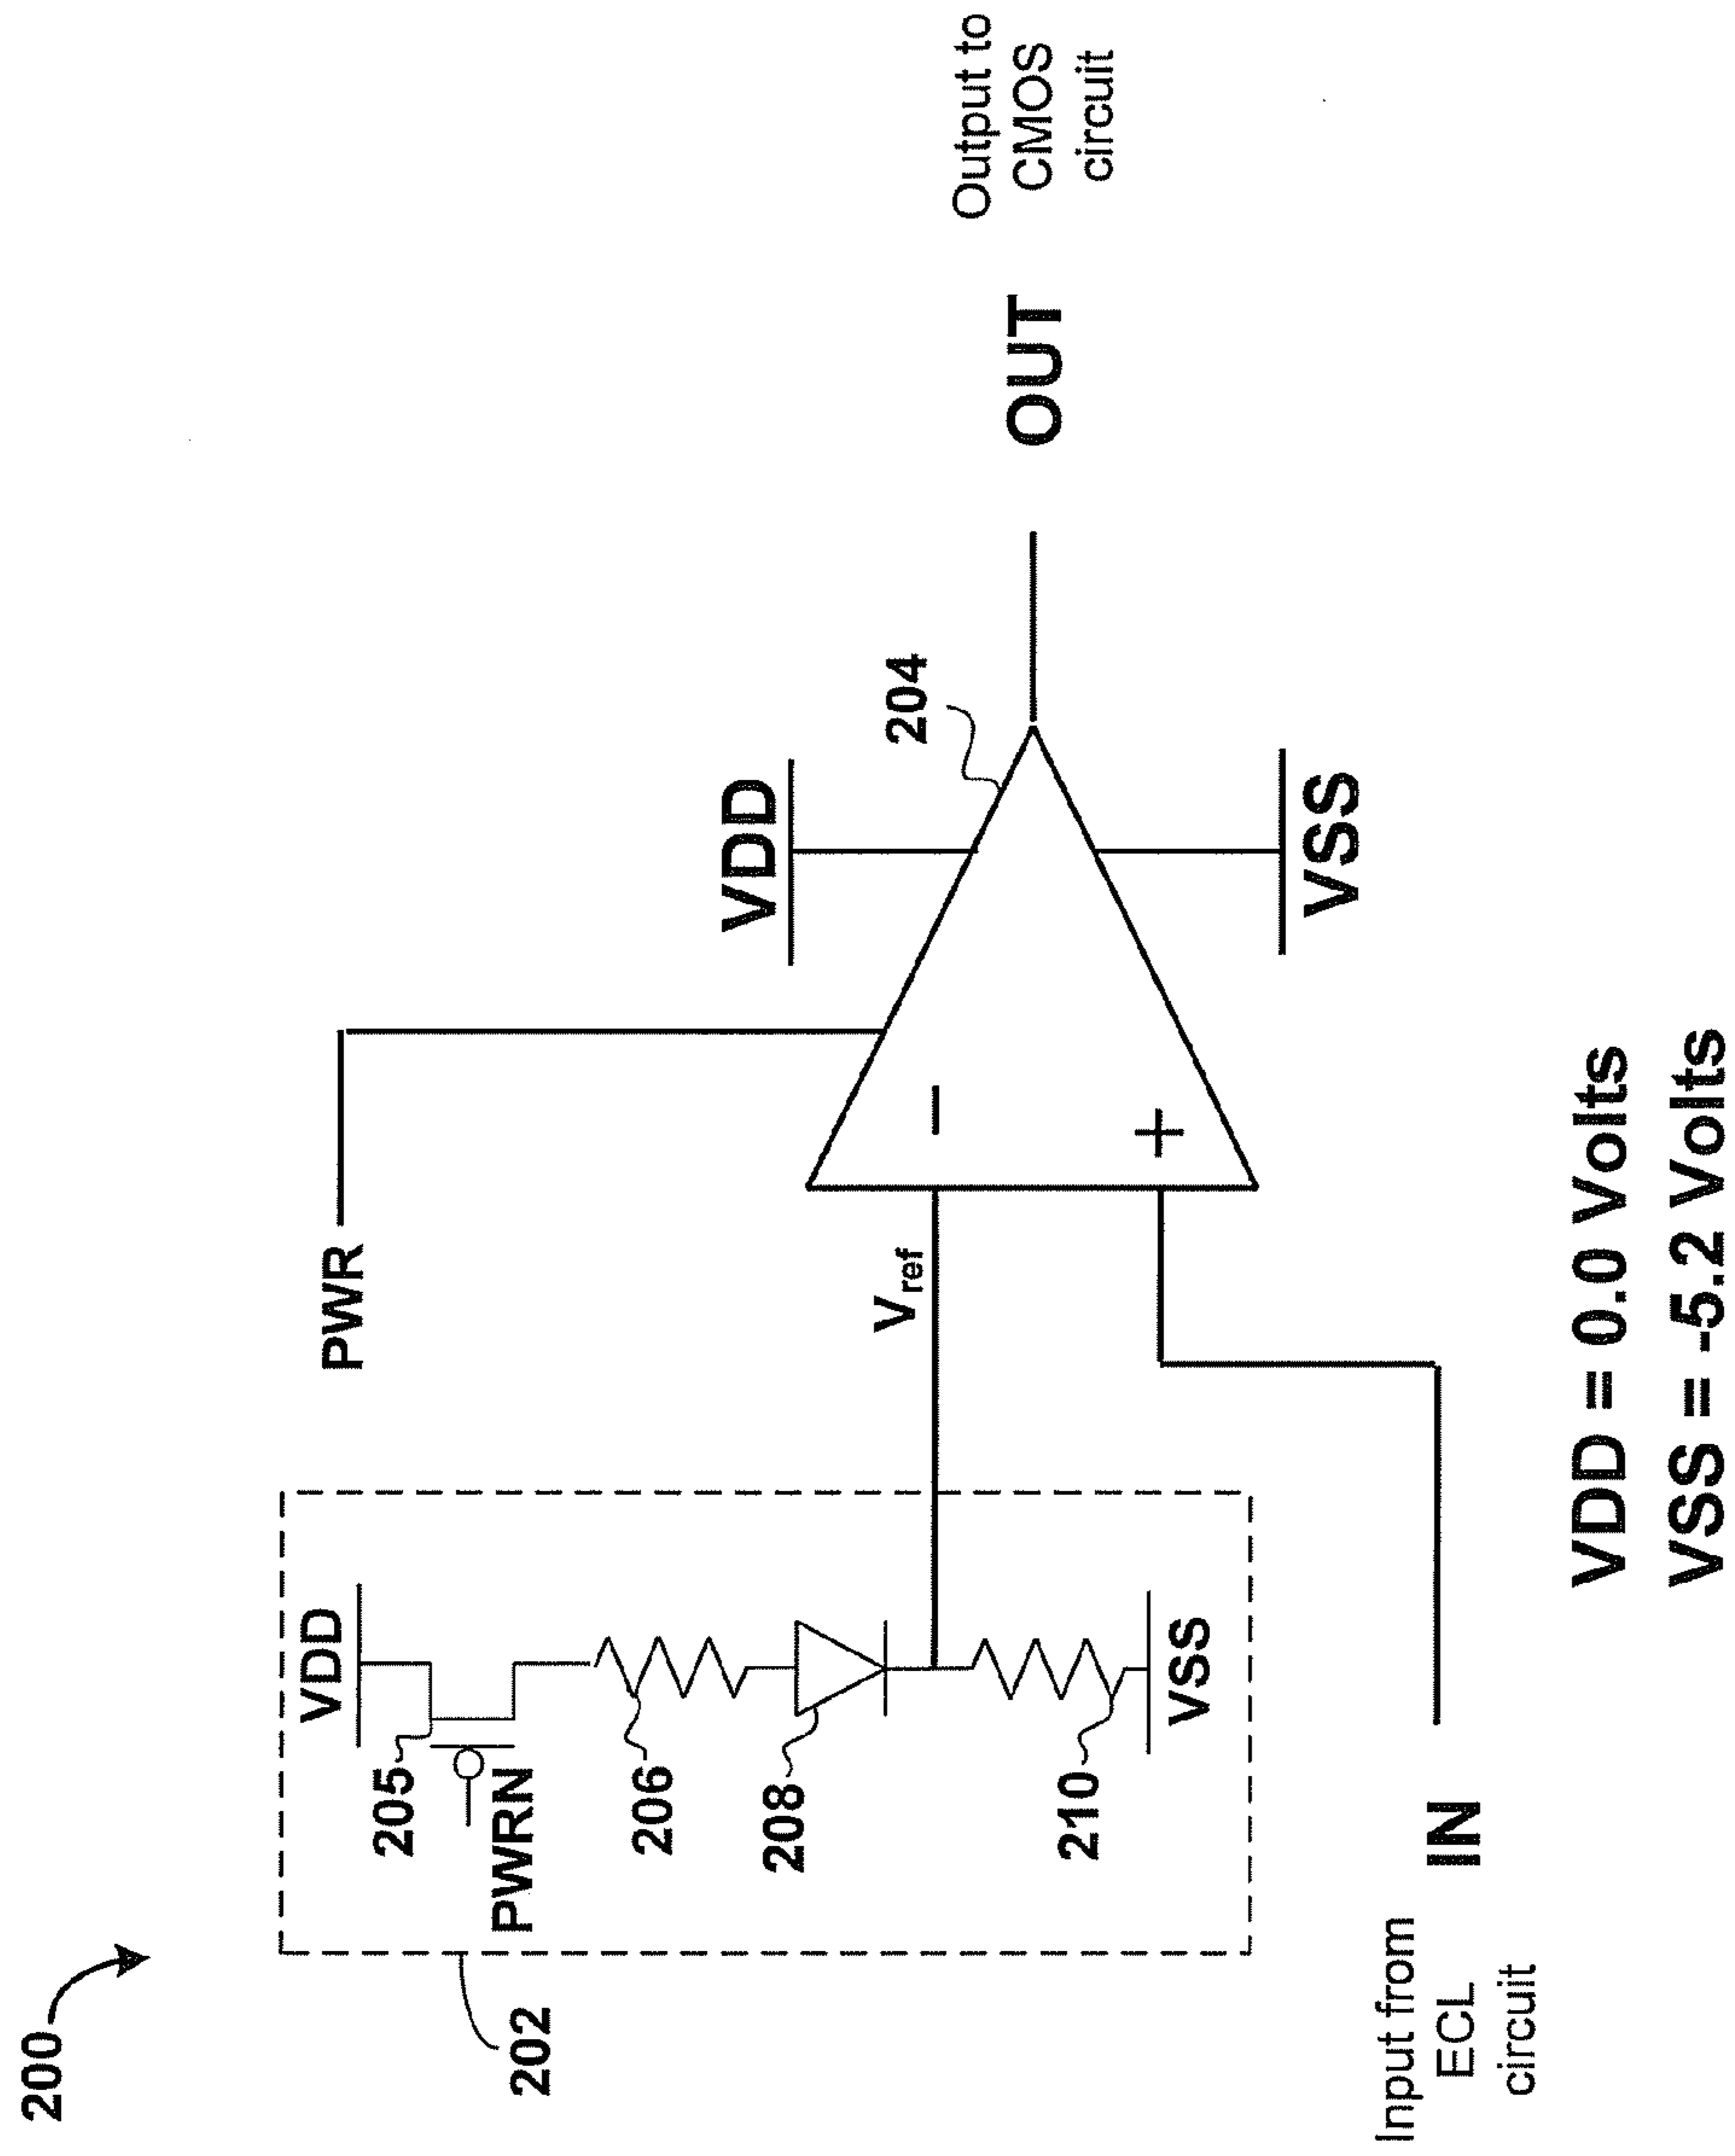 200
202
VDD
205
PWRN
206
208
210
VSS
PWR
Vref
−
+
VDD
204
VSS
OUT
Output to
CMOS
circuit
IN
Input from
ECL
circuit
VDD = 0.0 Volts
VSS = -5.2 Volts